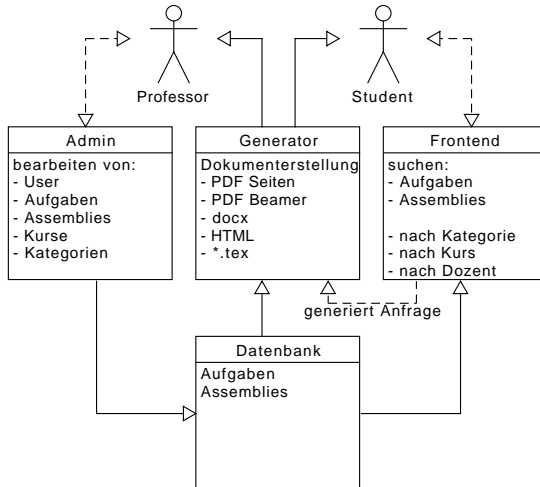 Professor
Student
Admin
bearbeiten von:
- User
- Aufgaben
- Assemblies
- Kurse
- Kategorien
Generator
Dokumenterstellung
- PDF Seiten
- PDF Beamer
- docx
- HTML
- *.tex
Frontend
suchen:
- Aufgaben
- Assemblies
- nach Kategorie
- nach Kurs
- nach Dozent
generiert Anfrage
Datenbank
Aufgaben
Assemblies